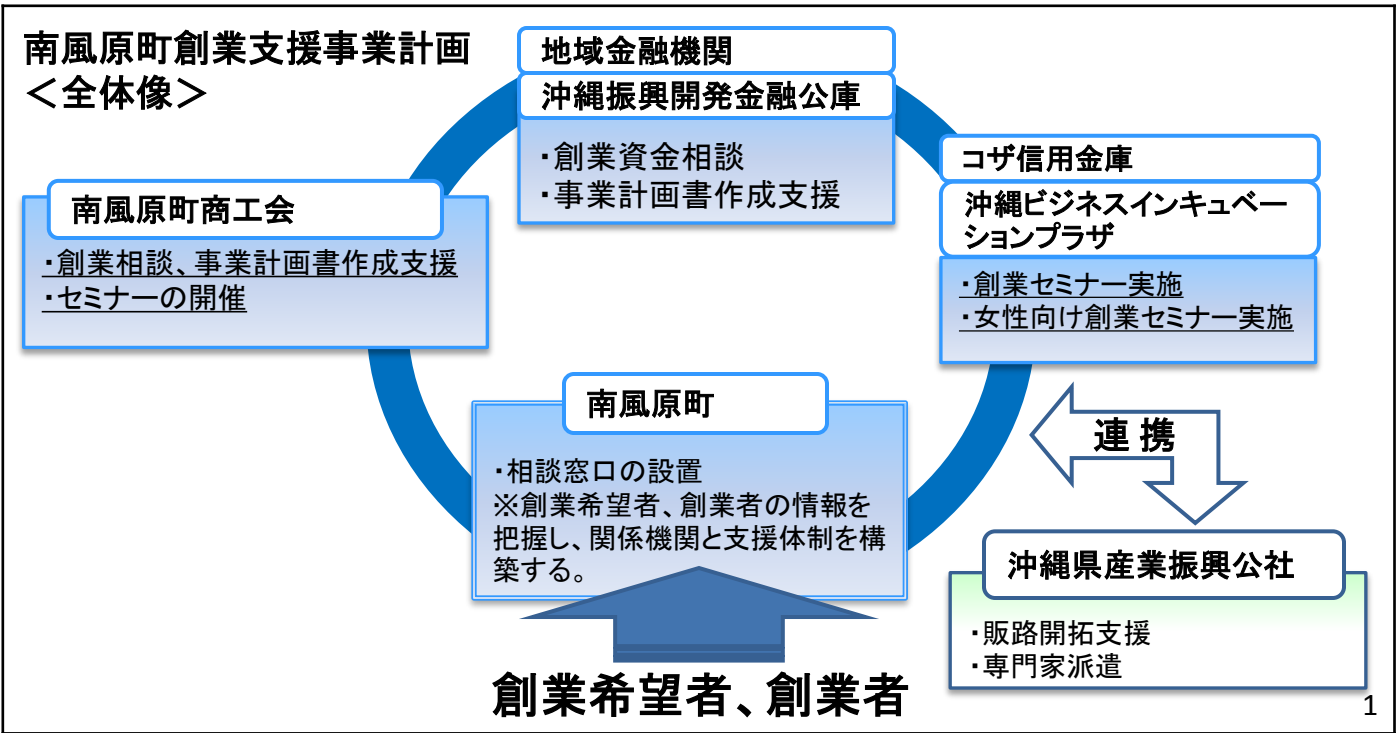 南風原町創業支援事業計画
＜全体像＞
地域金融機関
沖縄振興開発金融公庫
・創業資金相談
・事業計画書作成支援
コザ信用金庫
沖縄ビジネスインキュベー
ションプラザ
・創業セミナー実施
・女性向け創業セミナー実施
南風原町商工会
・創業相談、事業計画書作成支援
・セミナーの開催
南風原町
・相談窓口の設置
※創業希望者、創業者の情報を
把握し、関係機関と支援体制を構
築する。
連携
沖縄県産業振興公社
・販路開拓支援
・専門家派遣
創業希望者、創業者
1